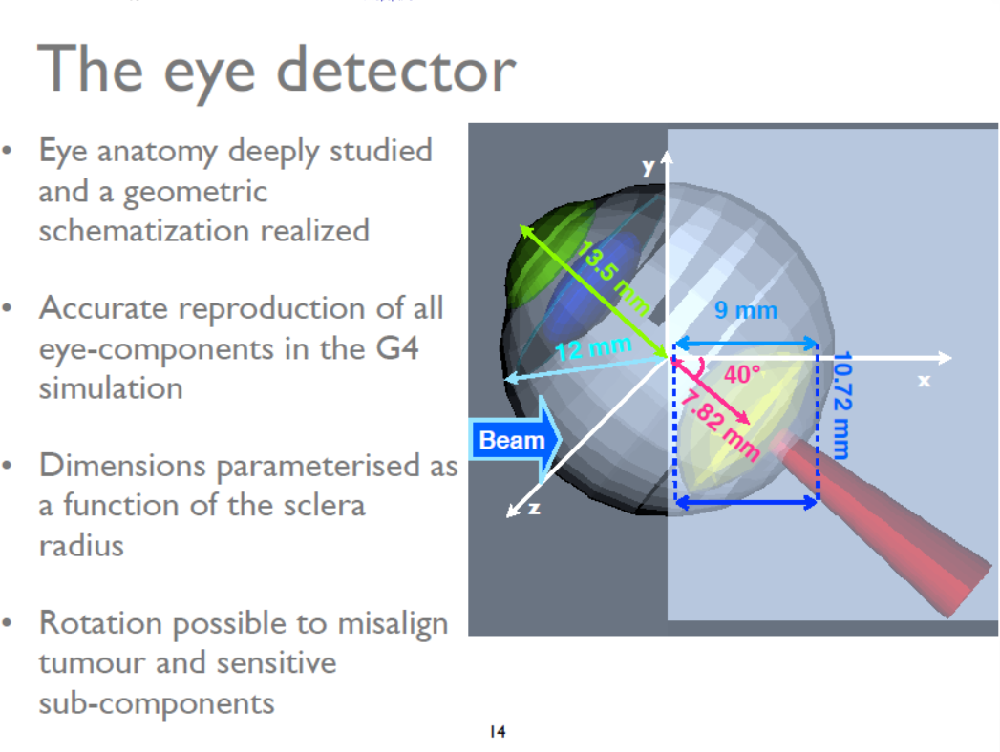 The eye detector
• Eye anatomy deeply studied
and a geometric
schematization realized
• Accurate reproduction of all
eye-components in the G4
simulation
• Dimensions parameterised as
a function of the sclera
radius
• Rotation possible to misalign
tumour and sensitive
sub-components
y
13.5 mm
9 mm
12 mm
40°
x
7.82 mm
10.72 mm
Beam
z
14